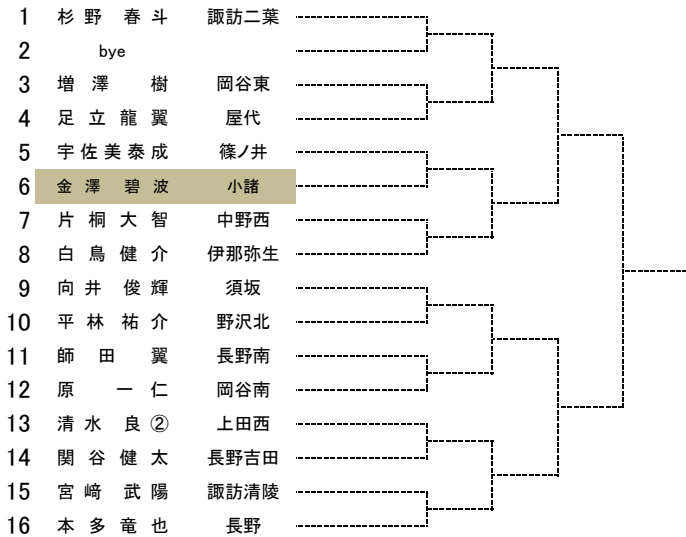 1 杉野 春斗 諏訪二葉
2 bye
3 増澤 樹 岡谷東
4 足立龍翼 屋代
5 宇佐美泰成 篠ノ井
6 金澤 碧波 小諸
7 片桐大智 中野西
8 白鳥健介 伊那弥生
9 向井 俊輝 須坂
10 平林祐介 野沢北
11 師田 翼 長野南
12 原 一仁 岡谷南
13 清水 良② 上田西
14 関谷健太 長野吉田
15 宮﨑 武陽 諏訪清陵
16 本多竜也 長野